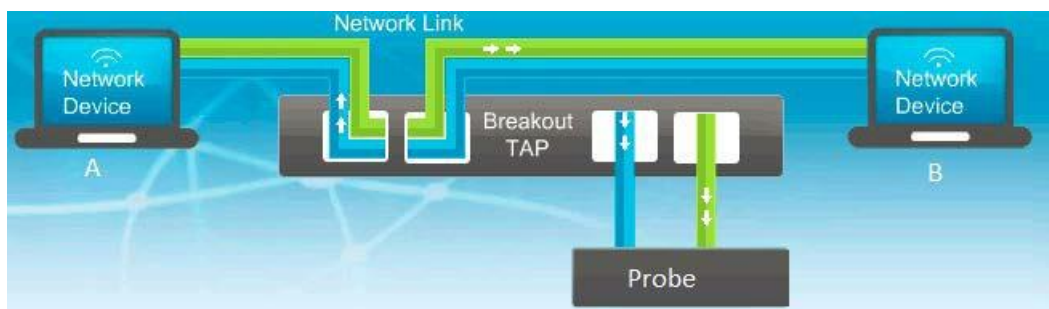 Network Link
Network
Device
Network
Device
Breakout
TAP
A
B
Probe